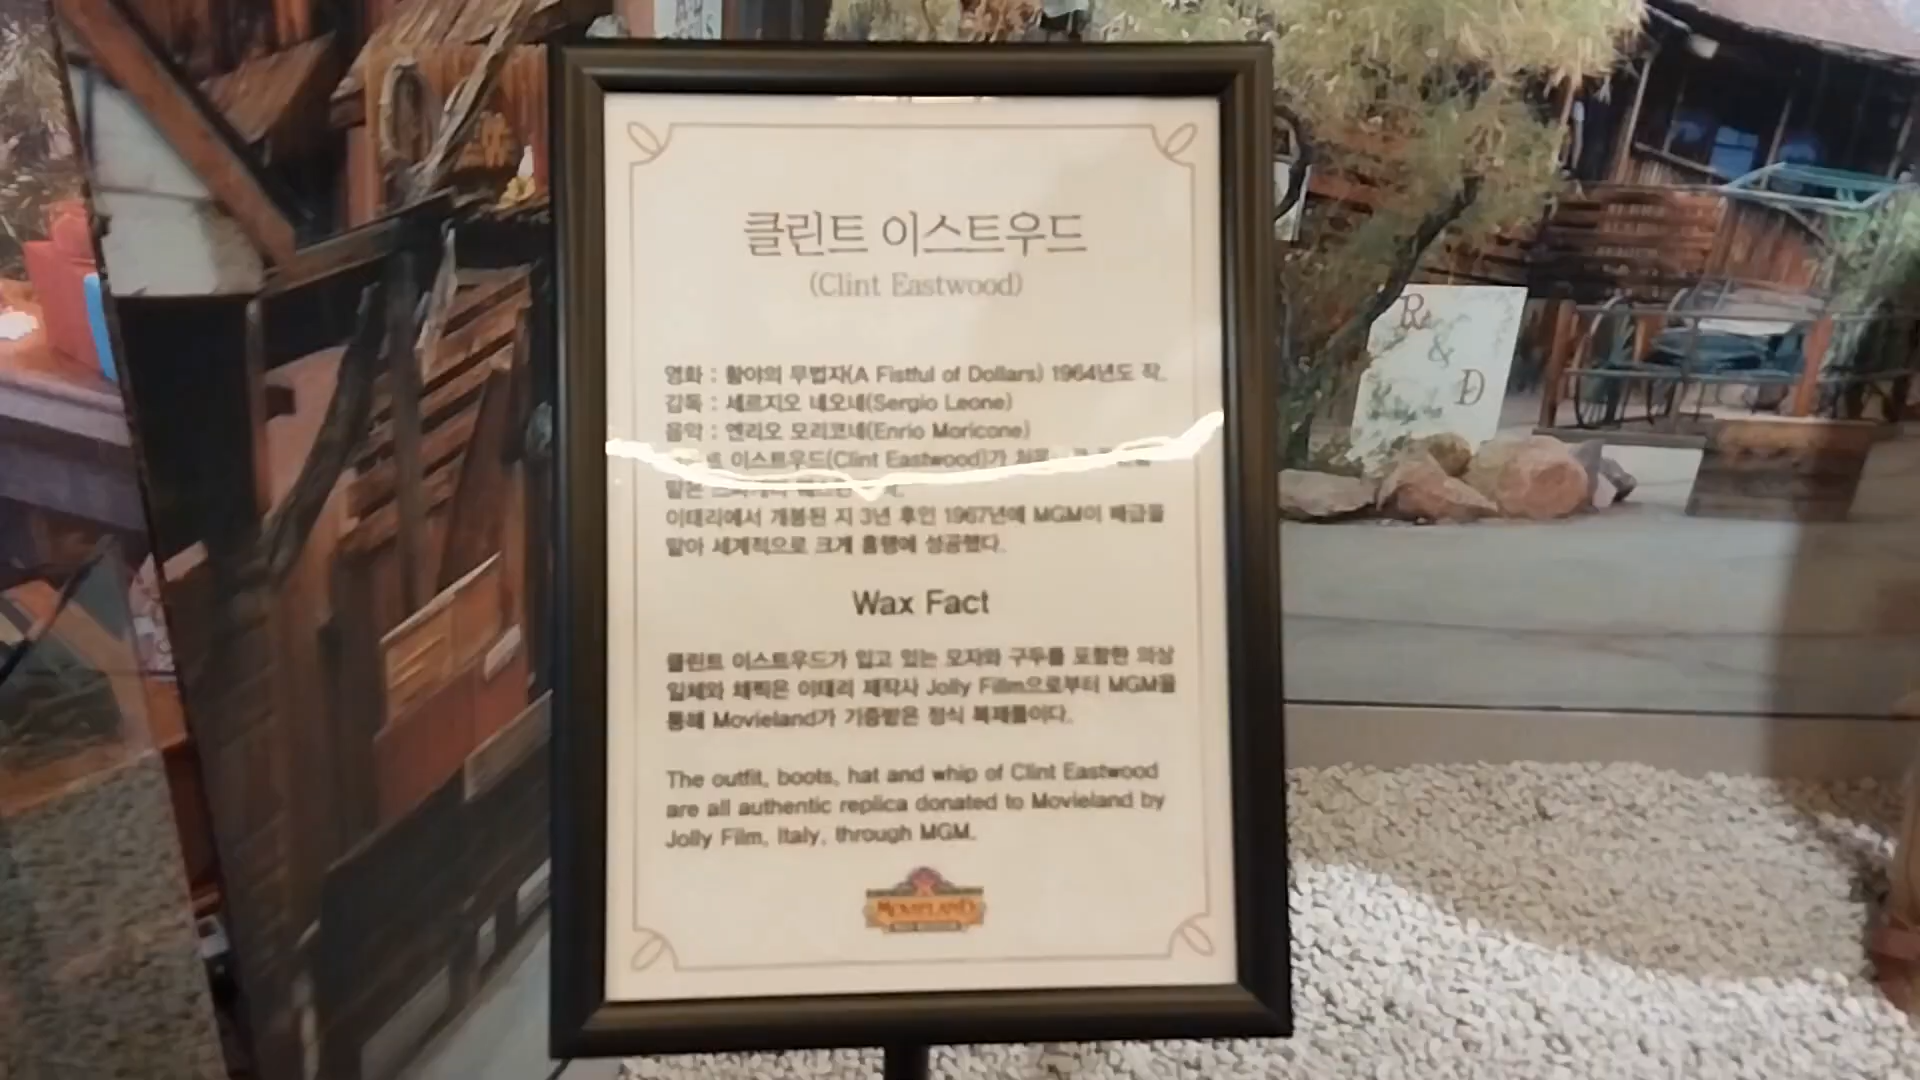 클린트 이스트우드
(Clint Eastwood)
영화 : 황야의 무법자(A Fistful of Dollars) 1964년도 작.
감독 : 세르지오 네오네(Sergio Leone)
음악 : 엔리오 모리코네(Enrio Moricone)
이스트우드(Clint Eastwood)가
맡은
이태리에서 개봉된 지 3년 후인 1967년에 MGM이 배급을
맡아 세계적으로 크게 흥행에 성공했다.
Wax Fact
클린트 이스트우드가 입고 있는 모자와 구두를 포함한 의상
일체와 채찍은 이태리 제작사 Jolly Fillm으로부터 MGM을
통해 Movieland가 기증받은 정식 복제품이다.
The outfit, boots, hat and whip of Clint Eastwood
are all authentic replica donated to Movieland by
Jolly Film, Italy, through MGM.
MOVIELAND
R
&
D